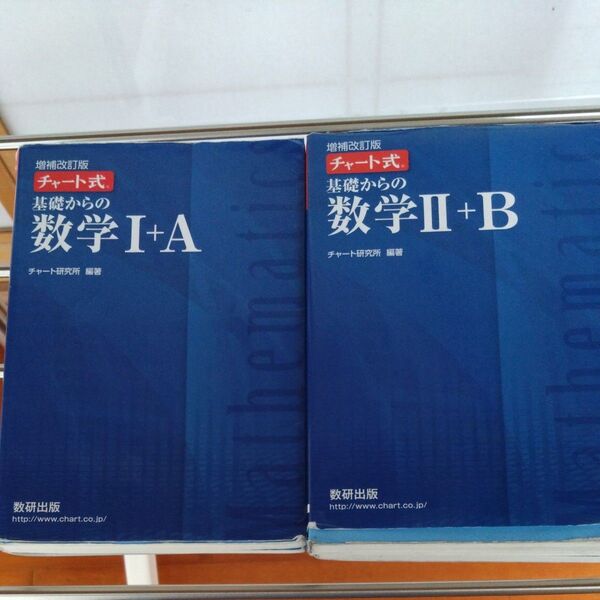 増補改訂版
チャート式®
基礎からの
数学I+A
チャート研究所 編著
Mathematic
数研出版
http://www.chart.co.jp/
増補改訂版
チャート式®
基礎からの
数学II+B
チャート研究所 編著
Mathematic
数研出版
http://www.chart.co.jp/